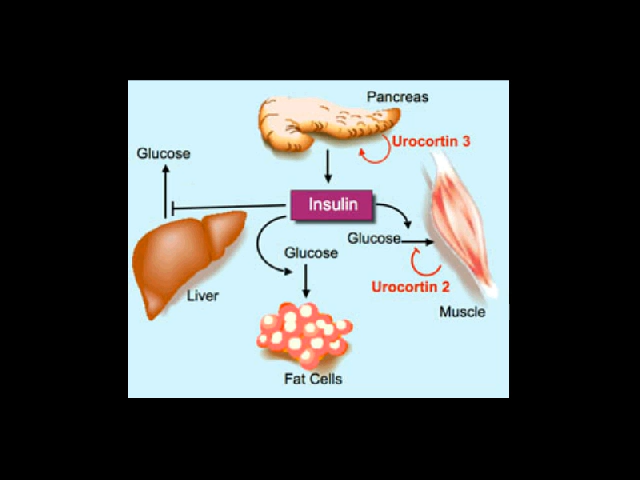 Pancreas
Urocortin 3
Glucose
Insulin
Glucose
Glucose
Urocortin 2
Liver
Muscle
Fat Cells